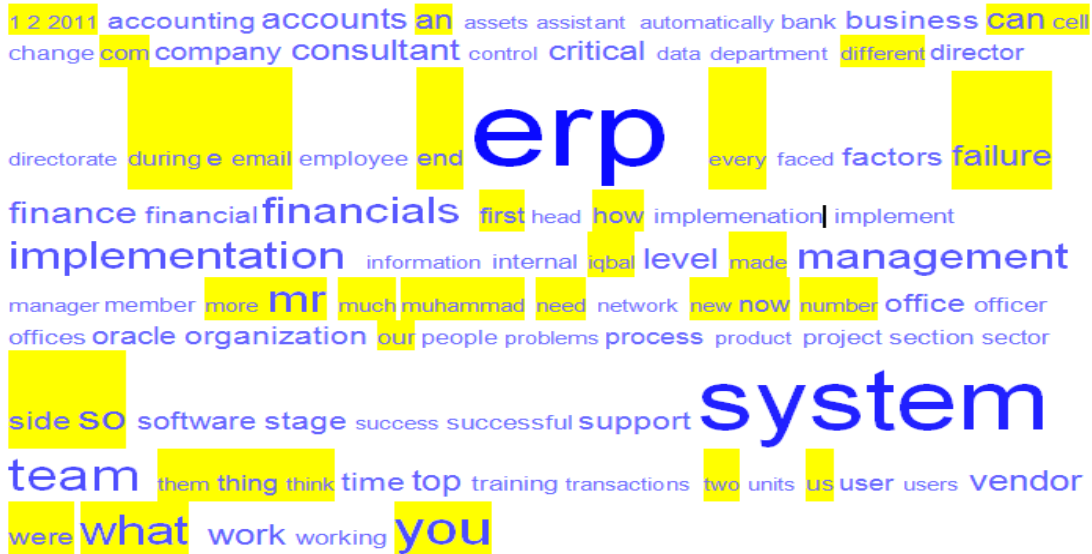 1 2 2011 accounting accounts an assets assistant automatically bank business can cell
change com company consultant control critical data department different director
directorate during e email employee end erp every faced factors failure
finance financial financials first head how implemenation implement
implementation information internal iqbal level made management
manager member more mr much muhammad need network new now number office officer
offices oracle organization our people problems process product project section sector
side so software stage success successful support system
team them thing think time top training transactions two units us user users vendor
were what work working you